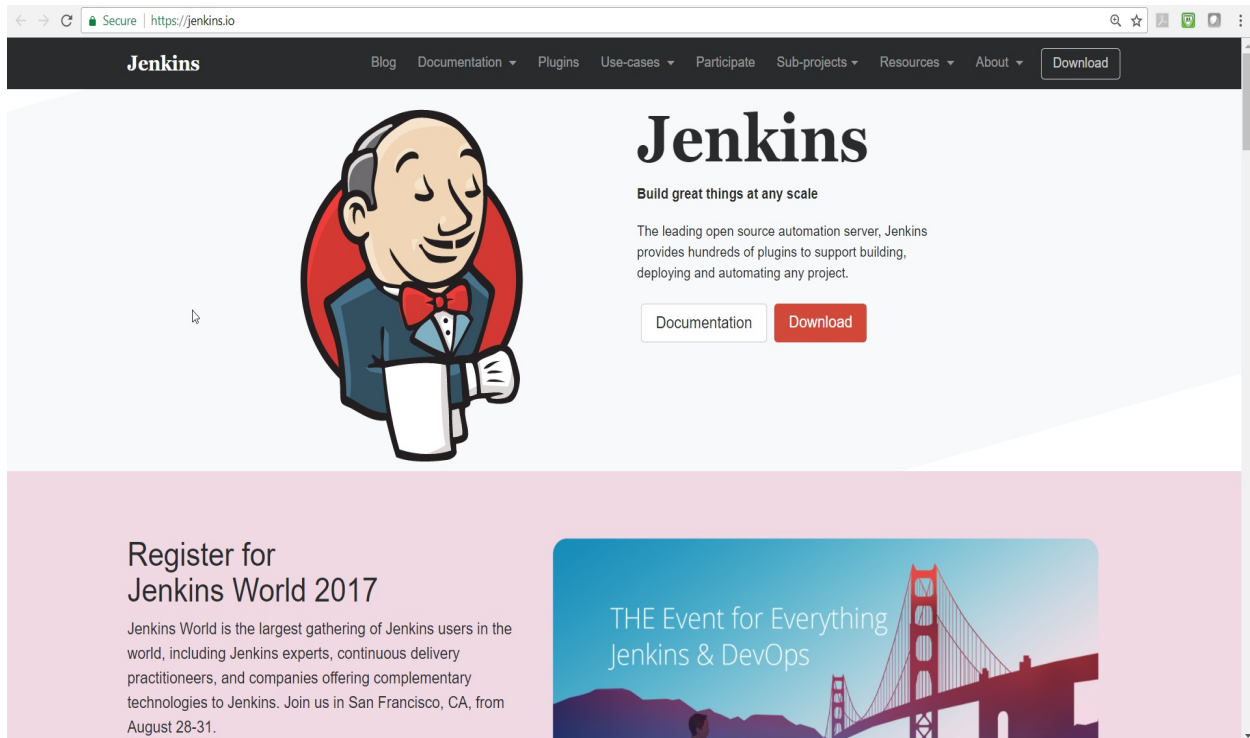 Secure https://jenkins.io
Jenkins Blog Documentation Plugins Use-cases Participate Sub-projects Resources About Download
Jenkins
Build great things at any scale
The leading open source automation server, Jenkins
provides hundreds of plugins to support building,
deploying and automating any project.
Documentation Download
Register for
Jenkins World 2017
Jenkins World is the largest gathering of Jenkins users in the
world, including Jenkins experts, continuous delivery
practitioneers, and companies offering complementary
technologies to Jenkins. Join us in San Francisco, CA, from
August 28-31.
THE Event for Everything
Jenkins & DevOps